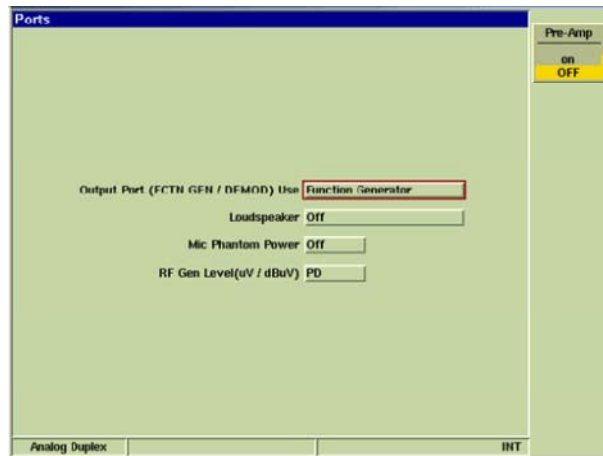 Ports
Pre-Amp
on
OFF
Output Port (FCTN GEN / DEMOD) Use Function Generator
Loudspeaker Off
Mic Phantom Power Off
RF Gen Level(uV / dBuV) PD
Analog Duplex INT